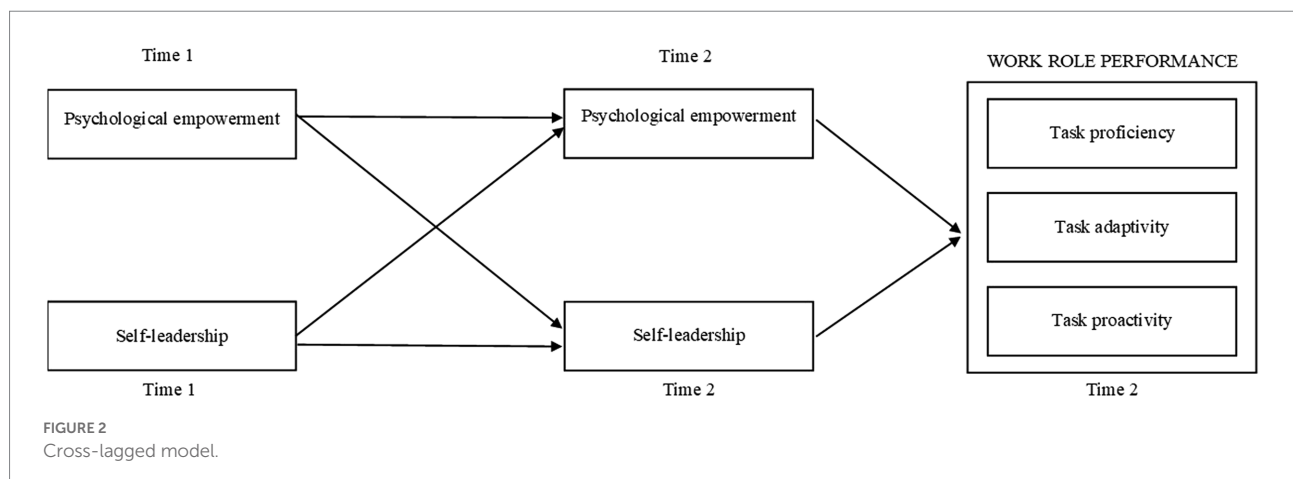 Time 1
Time 2
WORK ROLE PERFORMANCE
Psychological empowerment
Psychological empowerment
Task proficiency
Task adaptivity
Self-leadership
Self-leadership
Task proactivity
Time 1
Time 2
Time 2
FIGURE 2
Cross-lagged model.